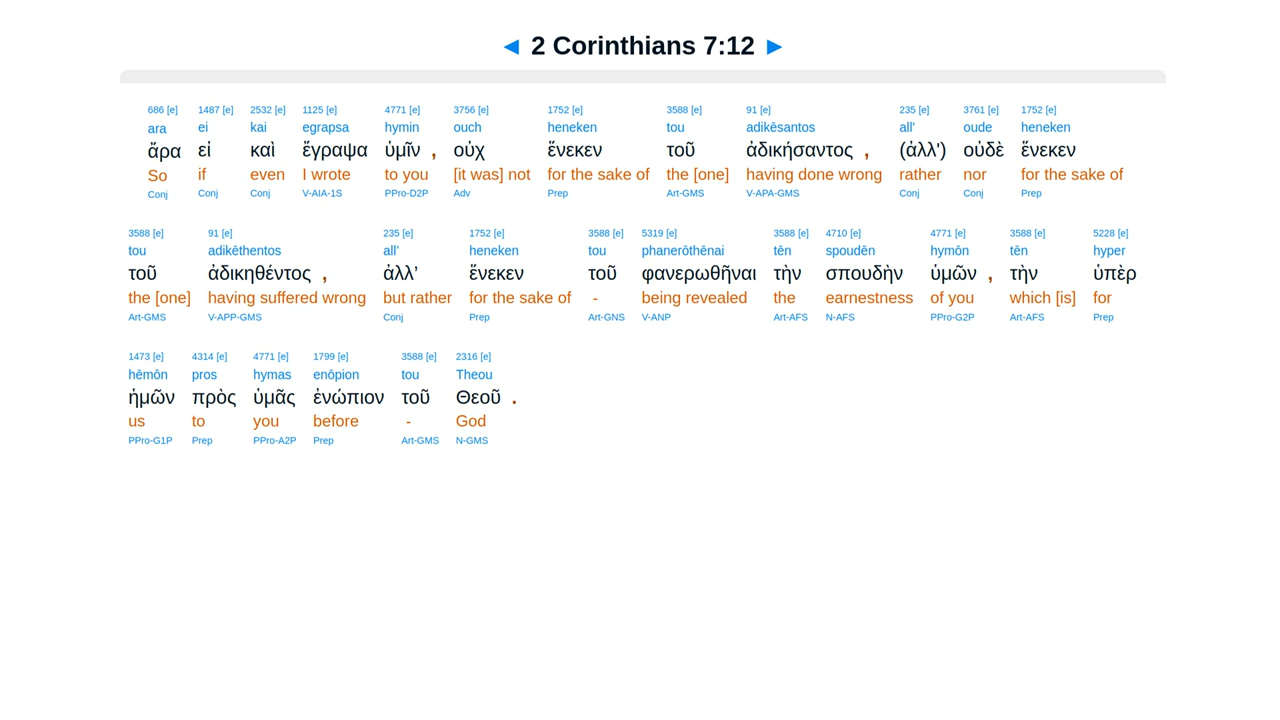 ◄ 2 Corinthians 7:12 ►
686 [e] 1487 [e] 2532 [e] 1125 [e] 4771 [e] 3756 [e] 1752 [e] 3588 [e] 91 [e] 235 [e] 3761 [e] 1752 [e]
ara ei kai egrapsa hymin ouch heneken tou adikēsantos all' oude heneken
ἄρα εἰ καὶ ἔγραψα ὑμῖν , οὐχ ἕνεκεν τοῦ ἀδικήσαντος , (ἀλλ') οὐδὲ ἕνεκεν
So if even I wrote to you [it was] not for the sake of the [one] having done wrong rather nor for the sake of
Conj Conj Conj V-AIA-1S PPro-D2P Adv Prep Art-GMS V-APA-GMS Conj Conj Prep
3588 [e] 91 [e] 235 [e] 1752 [e] 3588 [e] 5319 [e] 3588 [e] 4710 [e] 4771 [e] 3588 [e] 5228 [e]
tou adikēthentos all' heneken tou phanerōthēnai tēn spoudēn hymōn tēn hyper
τοῦ ἀδικηθέντος , ἀλλ’ ἕνεκεν τοῦ φανερωθῆναι τὴν σπουδὴν ὑμῶν , τὴν ὑπὲρ
the [one] having suffered wrong but rather for the sake of - being revealed the earnestness of you which [is] for
Art-GMS V-APP-GMS Conj Prep Art-GNS V-ANP Art-AFS N-AFS PPro-G2P Art-AFS Prep
1473 [e] 4314 [e] 4771 [e] 1799 [e] 3588 [e] 2316 [e]
hēmōn pros hymas enōpion tou Theou
ἡμῶν πρὸς ὑμᾶς ἐνώπιον τοῦ Θεοῦ .
us to you before - God
PPro-G1P Prep PPro-A2P Prep Art-GMS N-GMS